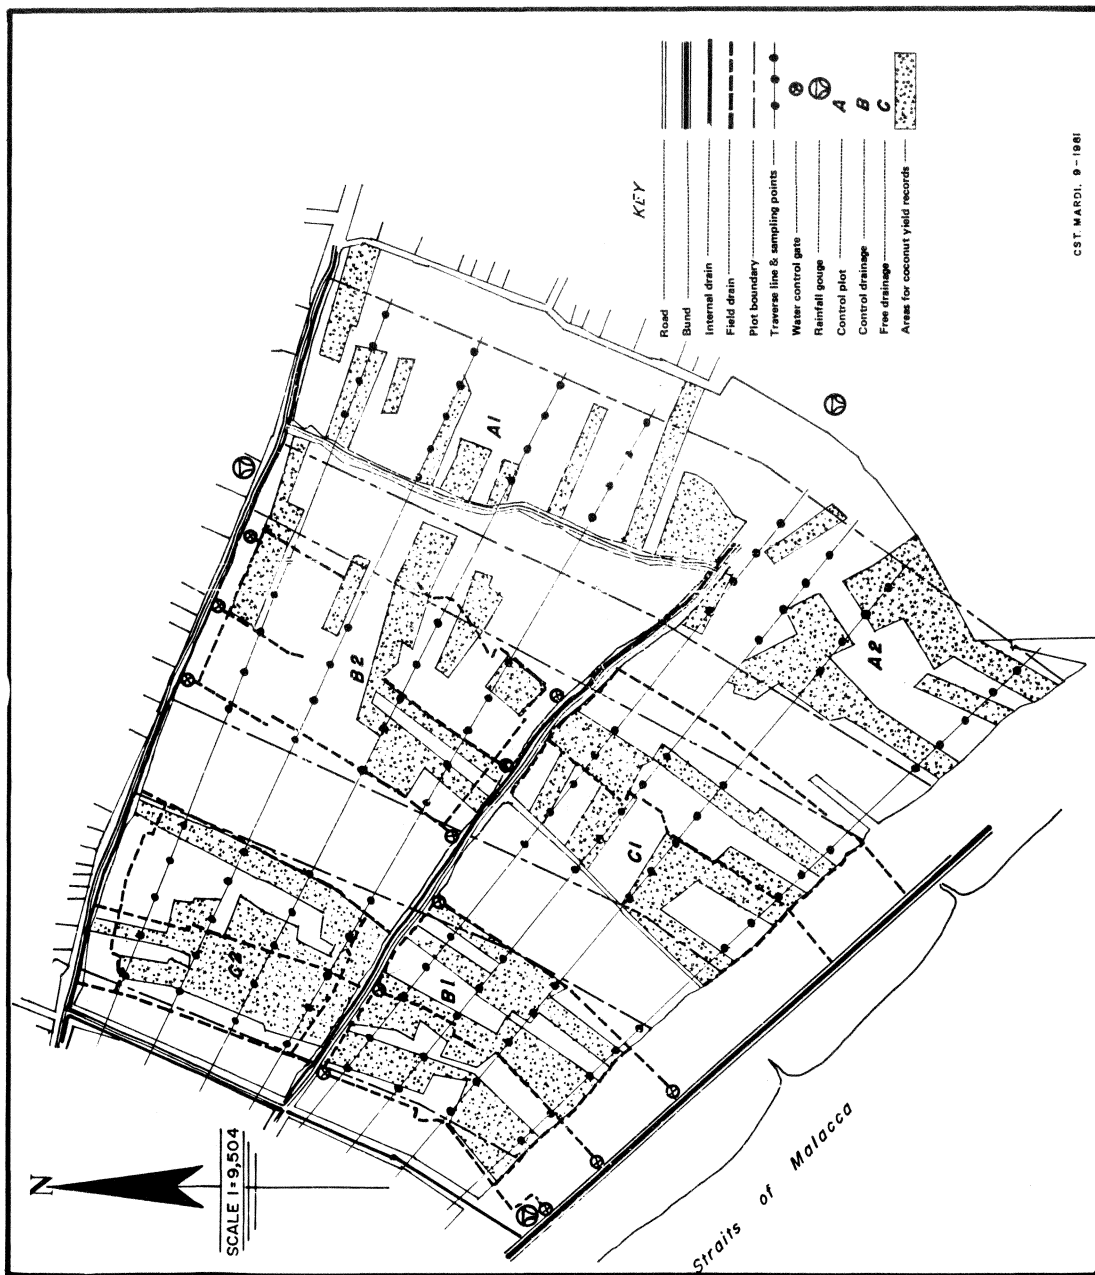 N
SCALE 1=9,504
KEY
Road
Bund
Internal drain
Field drain
Plot boundary
Traverse line & sampling points
Water control gate
Rainfall gouge
Control plot A
Control drainage B
Free drainage C
Areas for coconut yield records
A1
B2
A2
C1
C2
B1
Straits of Malacca
CST. MARDI. 9-1981